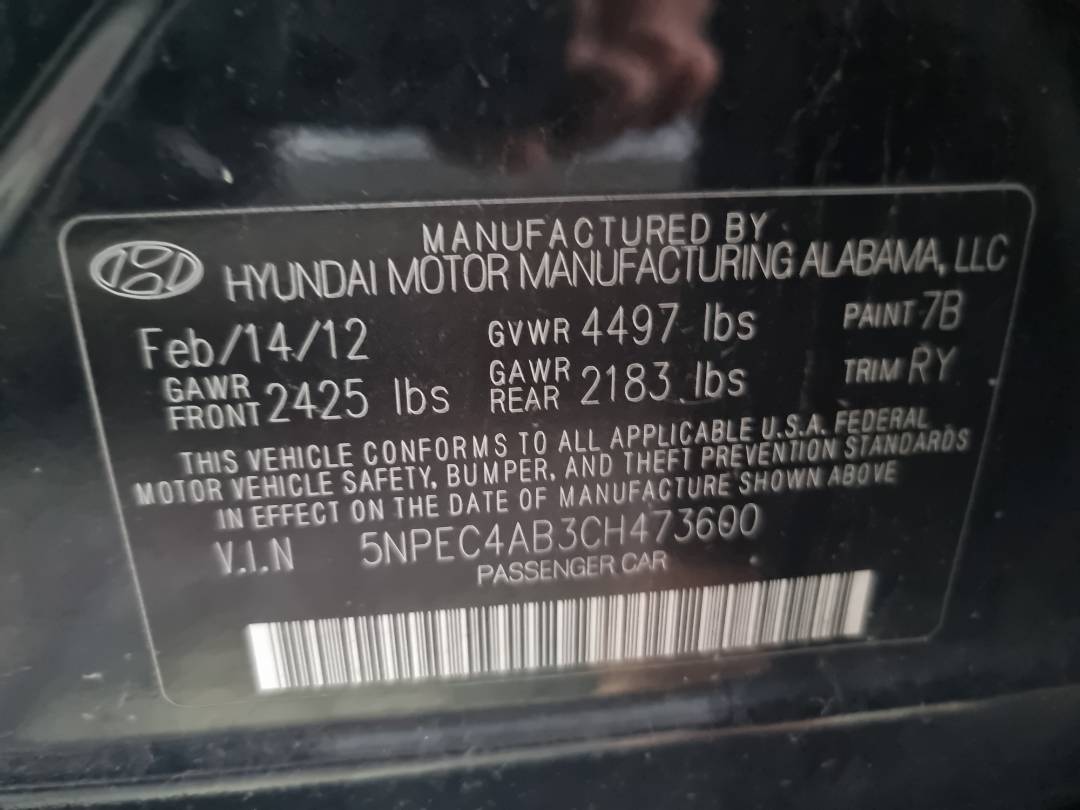 MANUFACTURED BY
HYUNDAI MOTOR MANUFACTURING ALABAMA, LLC
Feb/14/12 GVWR 4497 lbs PAINT 7B
GAWR FRONT 2425 lbs GAWR REAR 2183 lbs TRIM RY
THIS VEHICLE CONFORMS TO ALL APPLICABLE U.S.A. FEDERAL
MOTOR VEHICLE SAFETY, BUMPER, AND THEFT PREVENTION STANDARDS
IN EFFECT ON THE DATE OF MANUFACTURE SHOWN ABOVE
V.I.N 5NPEC4AB3CH473600
PASSENGER CAR